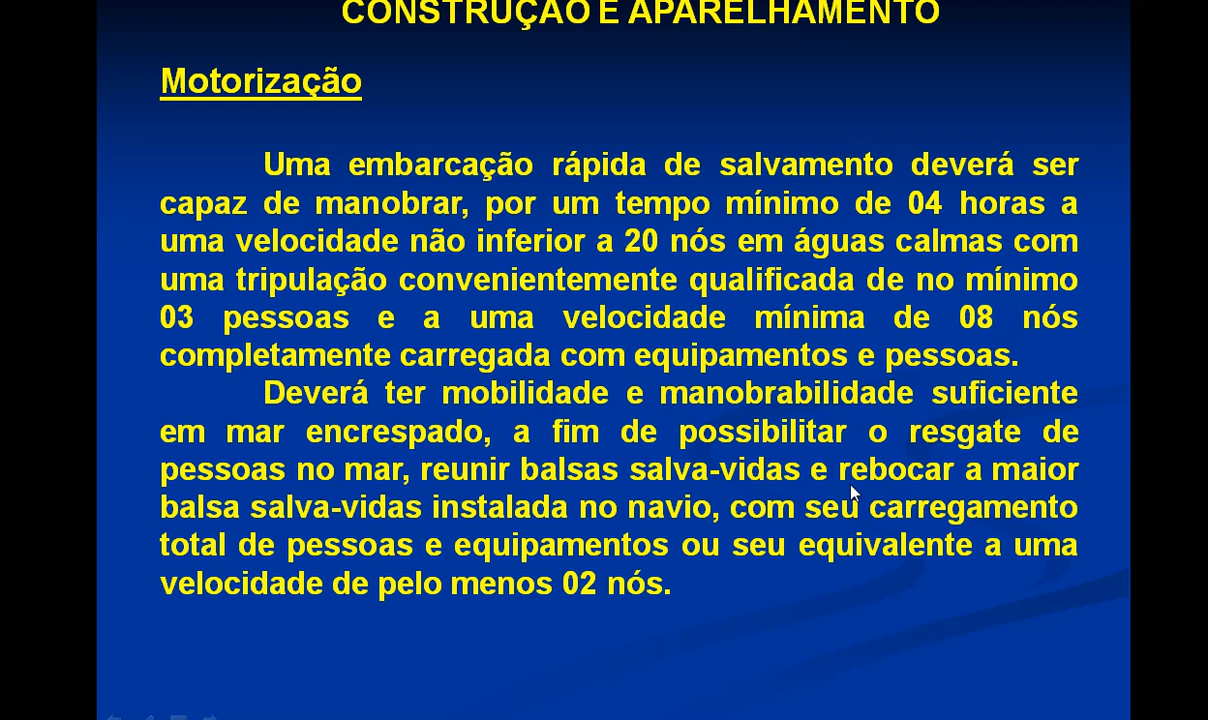 CONSTRUÇÃO E APARELHAMENTO
Motorização
Uma embarcação rápida de salvamento deverá ser
capaz de manobrar, por um tempo mínimo de 04 horas a
uma velocidade não inferior a 20 nós em águas calmas com
uma tripulação convenientemente qualificada de no mínimo
03 pessoas e a uma velocidade mínima de 08 nós
completamente carregada com equipamentos e pessoas.
Deverá ter mobilidade e manobrabilidade suficiente
em mar encrespado, a fim de possibilitar o resgate de
pessoas no mar, reunir balsas salva-vidas e rebocar a maior
balsa salva-vidas instalada no navio, com seu carregamento
total de pessoas e equipamentos ou seu equivalente a uma
velocidade de pelo menos 02 nós.